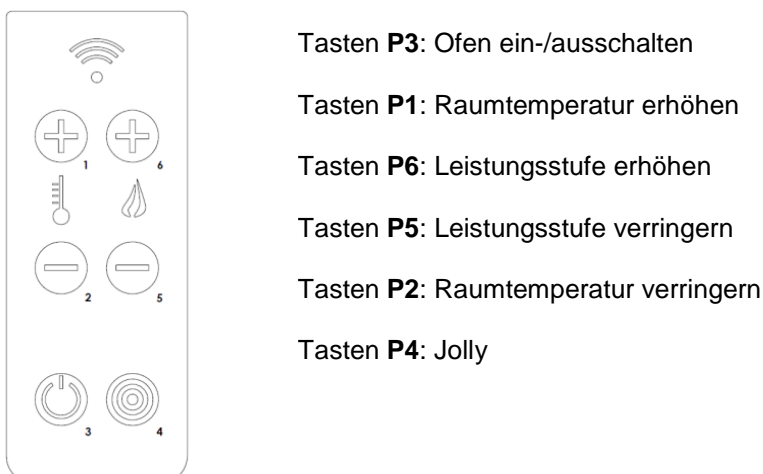 Tasten P3: Ofen ein-/ausschalten
Tasten P1: Raumtemperatur erhöhen
Tasten P6: Leistungsstufe erhöhen
Tasten P5: Leistungsstufe verringern
Tasten P2: Raumtemperatur verringern
Tasten P4: Jolly
1 6
2 5
3 4